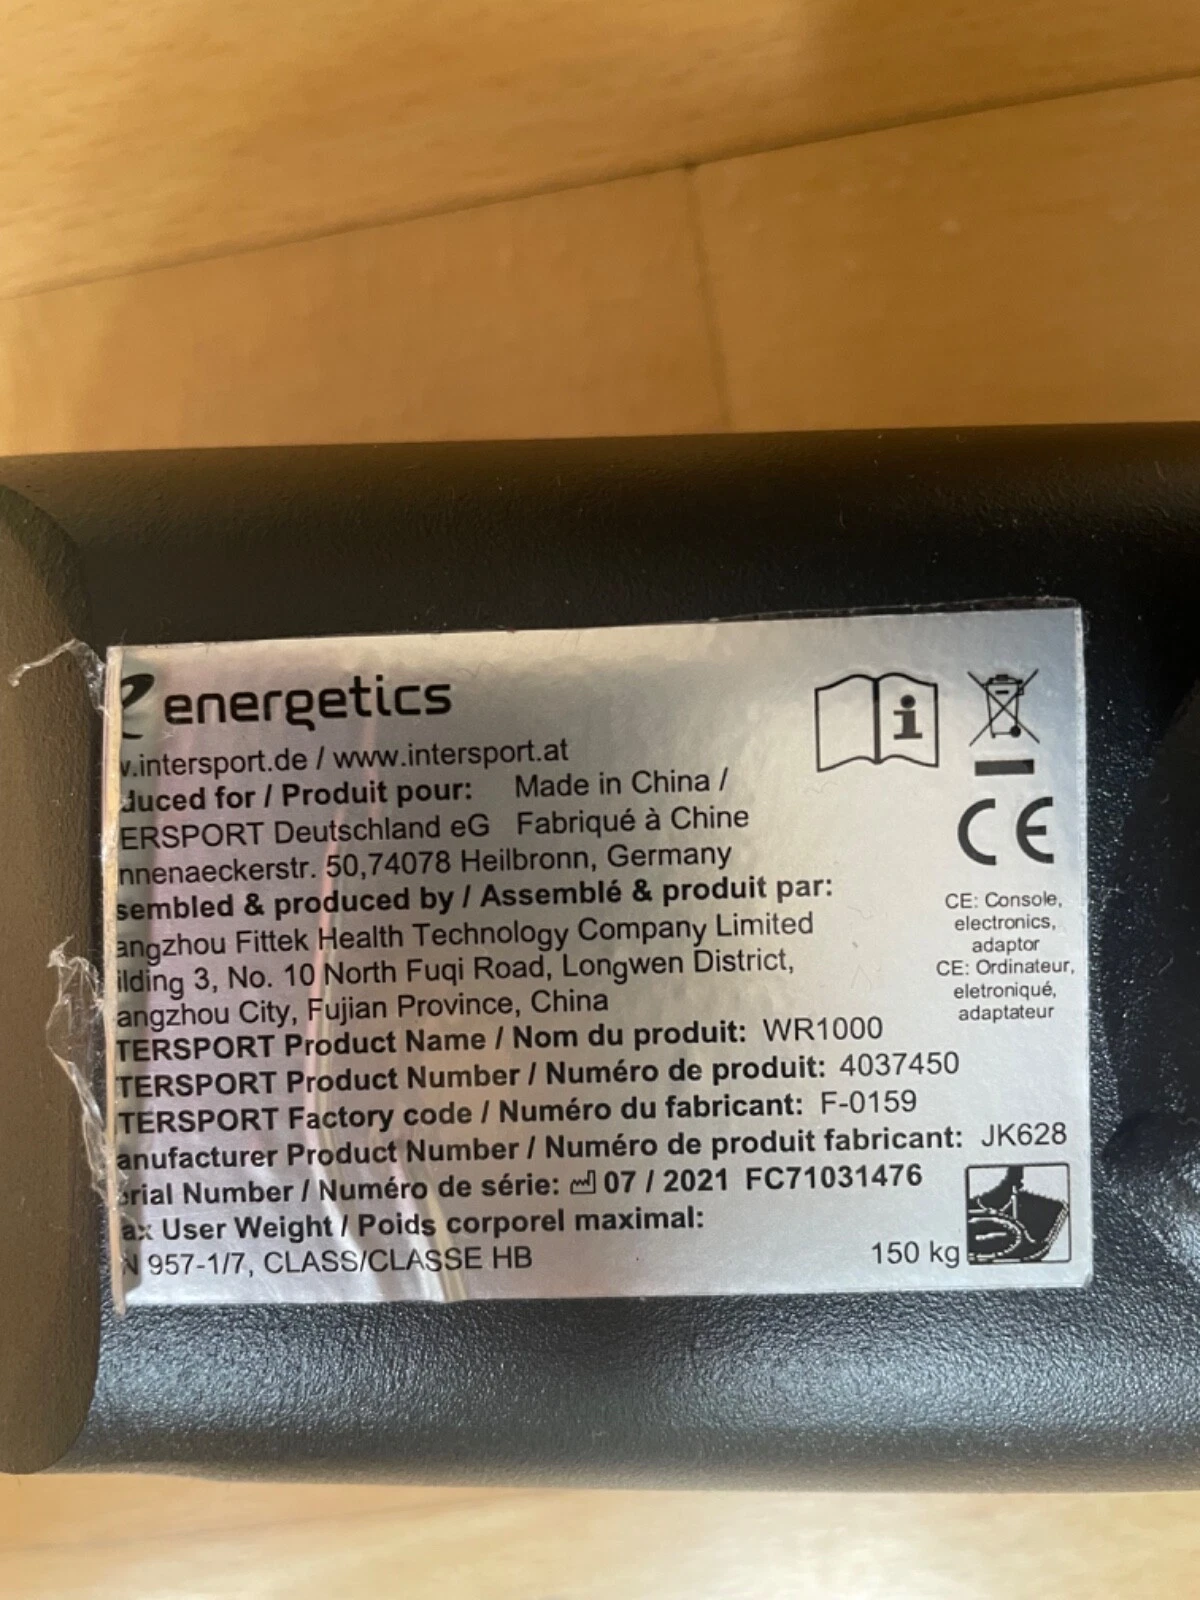 energetics
.intersport.de / www.intersport.at
duced for / Produit pour: Made in China /
ERSPORT Deutschland eG Fabriqué à Chine
nnenaeckerstr. 50,74078 Heilbronn, Germany
sembled & produced by / Assemblé & produit par:
angzhou Fittek Health Technology Company Limited
ilding 3, No. 10 North Fuqi Road, Longwen District,
angzhou City, Fujian Province, China
TERSPORT Product Name / Nom du produit: WR1000
TERSPORT Product Number / Numéro de produit: 4037450
TERSPORT Factory code / Numéro du fabricant: F-0159
anufacturer Product Number / Numéro de produit fabricant: JK628
rial Number / Numéro de série: 07 / 2021 FC71031476
ax User Weight / Poids corporel maximal:
N 957-1/7, CLASS/CLASSE HB 150 kg
CE
CE: Console,
electronics,
adaptor
CE: Ordinateur,
eletroniqué,
adaptateur